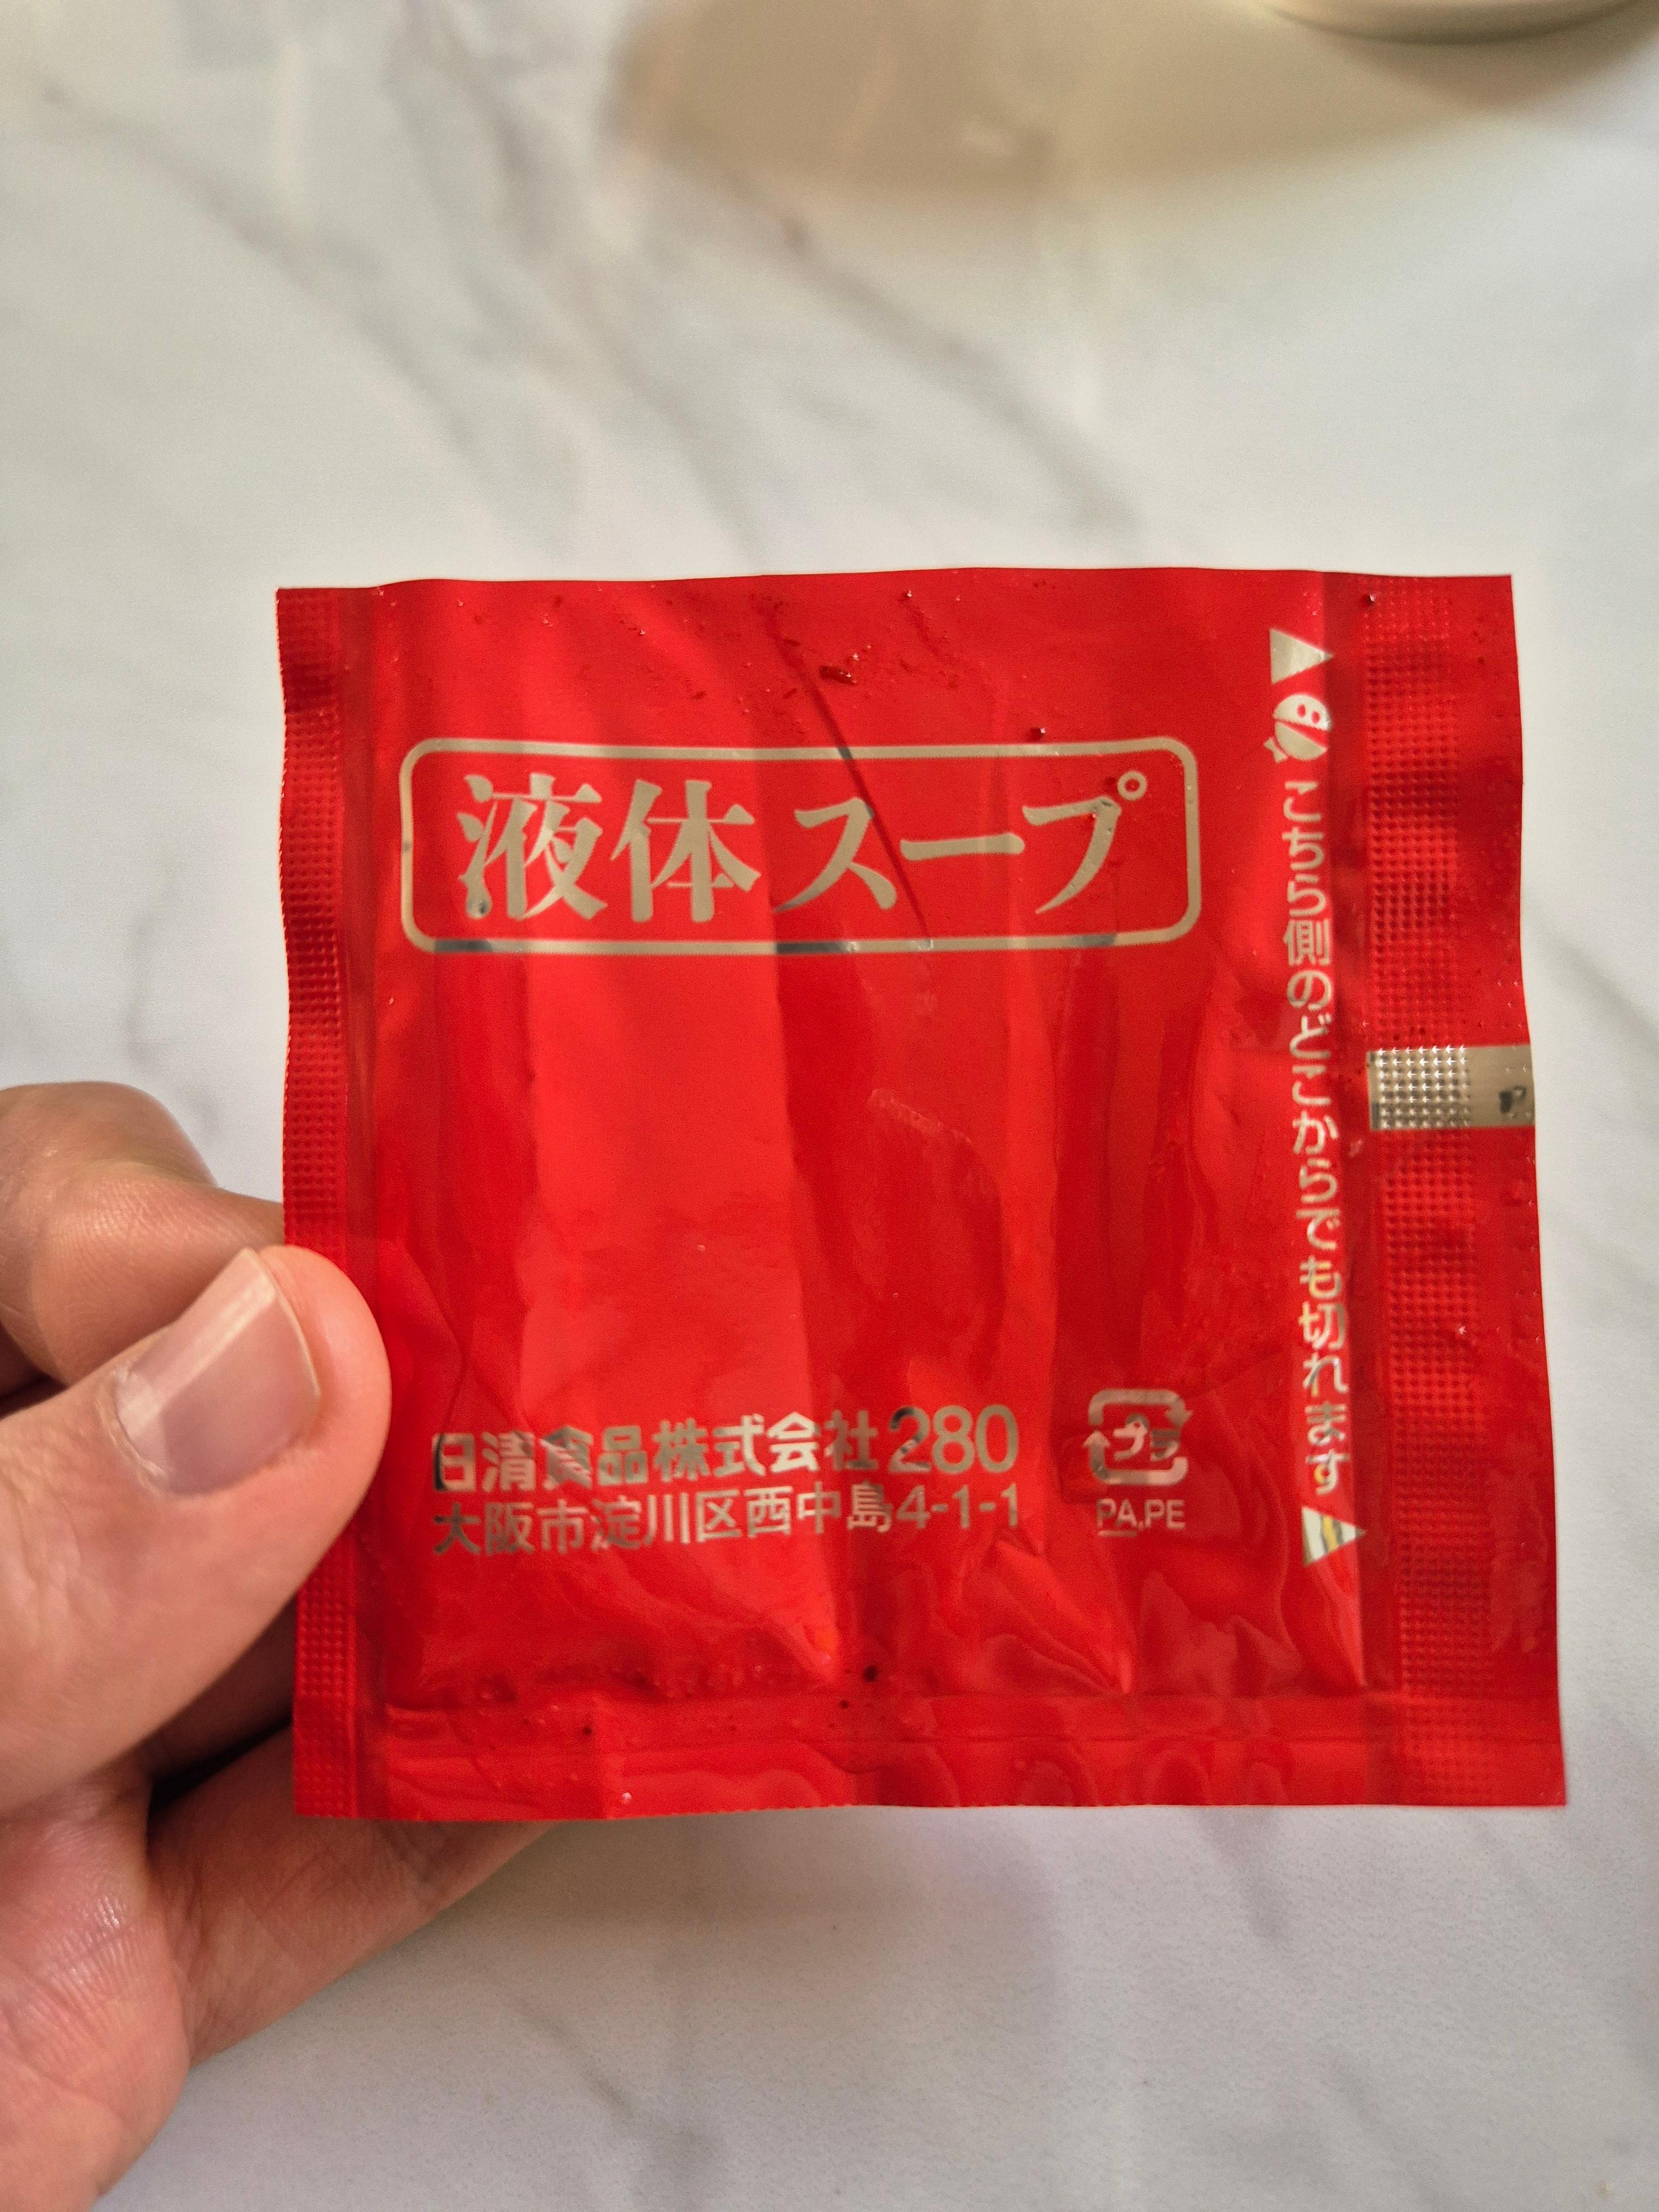 液体スープ
こちら側のどこからでも切れます
日清食品株式会社280
大阪市淀川区西中島4-1-1
プラ
PA,PE